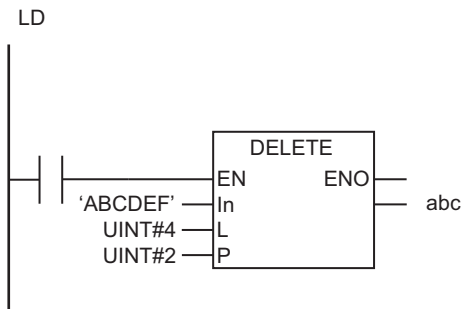 LD
DELETE
EN ENO
‘ABCDEF’ In abc
UINT#4 L
UINT#2 P